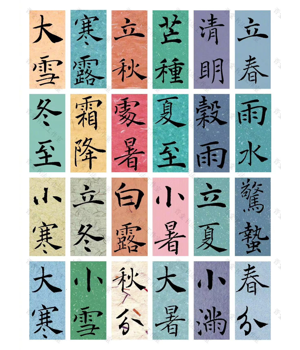 立春
雨水
驚蟄
春分
清明
穀雨
立夏
小滿
芒種
夏至
小暑
大暑
立秋
處暑
白露
秋分
寒露
霜降
立冬
小雪
大雪
冬至
小寒
大寒